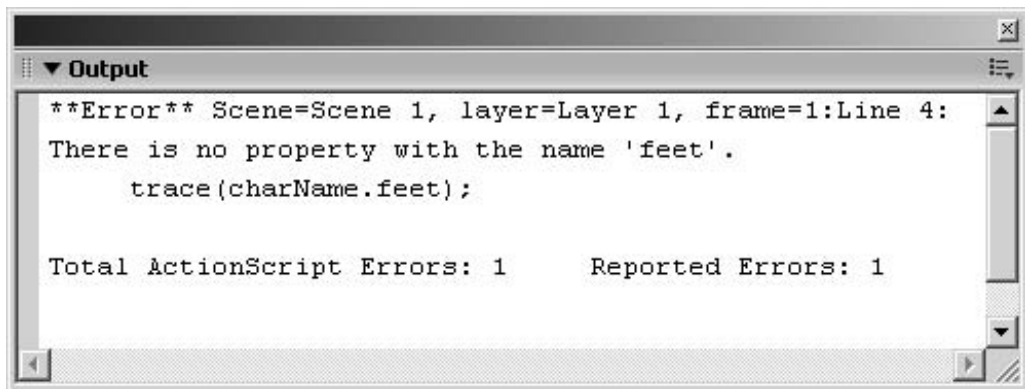 Output
**Error** Scene=Scene 1, layer=Layer 1, frame=1:Line 4:
There is no property with the name 'feet'.
trace(charName.feet);
Total ActionScript Errors: 1 Reported Errors: 1